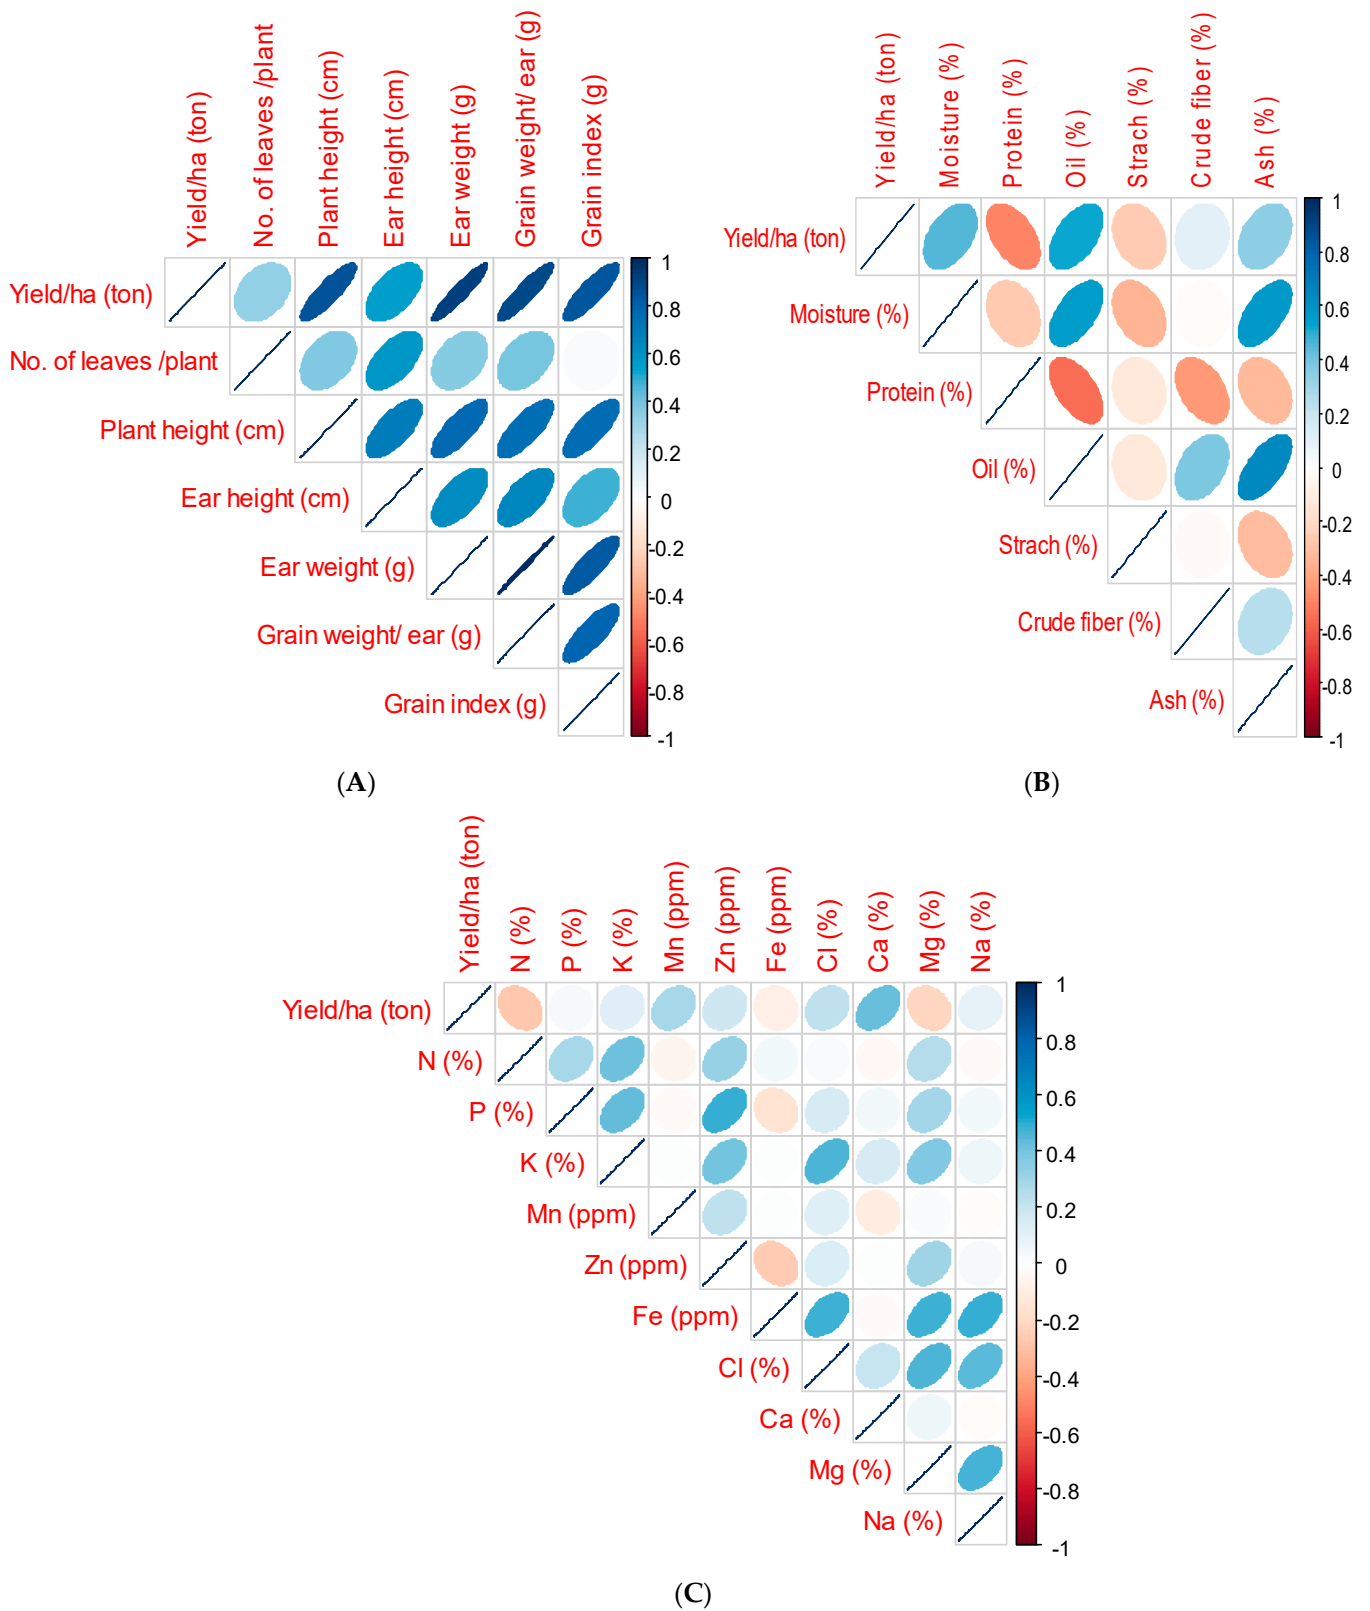 Yield/ha (ton)
No. of leaves /plant
Plant height (cm)
Ear height (cm)
Ear weight (g)
Grain weight/ ear (g)
Grain index (g)
Yield/ha (ton)
No. of leaves /plant
Plant height (cm)
Ear height (cm)
Ear weight (g)
Grain weight/ ear (g)
Grain index (g)
1
0.8
0.6
0.4
0.2
0
-0.2
-0.4
-0.6
-0.8
-1
(A)
Yield/ha (ton)
Moisture (%)
Protein (%)
Oil (%)
Strach (%)
Crude fiber (%)
Ash (%)
Yield/ha (ton)
Moisture (%)
Protein (%)
Oil (%)
Strach (%)
Crude fiber (%)
Ash (%)
1
0.8
0.6
0.4
0.2
0
-0.2
-0.4
-0.6
-0.8
-1
(B)
Yield/ha (ton)
N (%)
P (%)
K (%)
Mn (ppm)
Zn (ppm)
Fe (ppm)
Cl (%)
Ca (%)
Mg (%)
Na (%)
Yield/ha (ton)
N (%)
P (%)
K (%)
Mn (ppm)
Zn (ppm)
Fe (ppm)
Cl (%)
Ca (%)
Mg (%)
Na (%)
1
0.8
0.6
0.4
0.2
0
-0.2
-0.4
-0.6
-0.8
-1
(C)